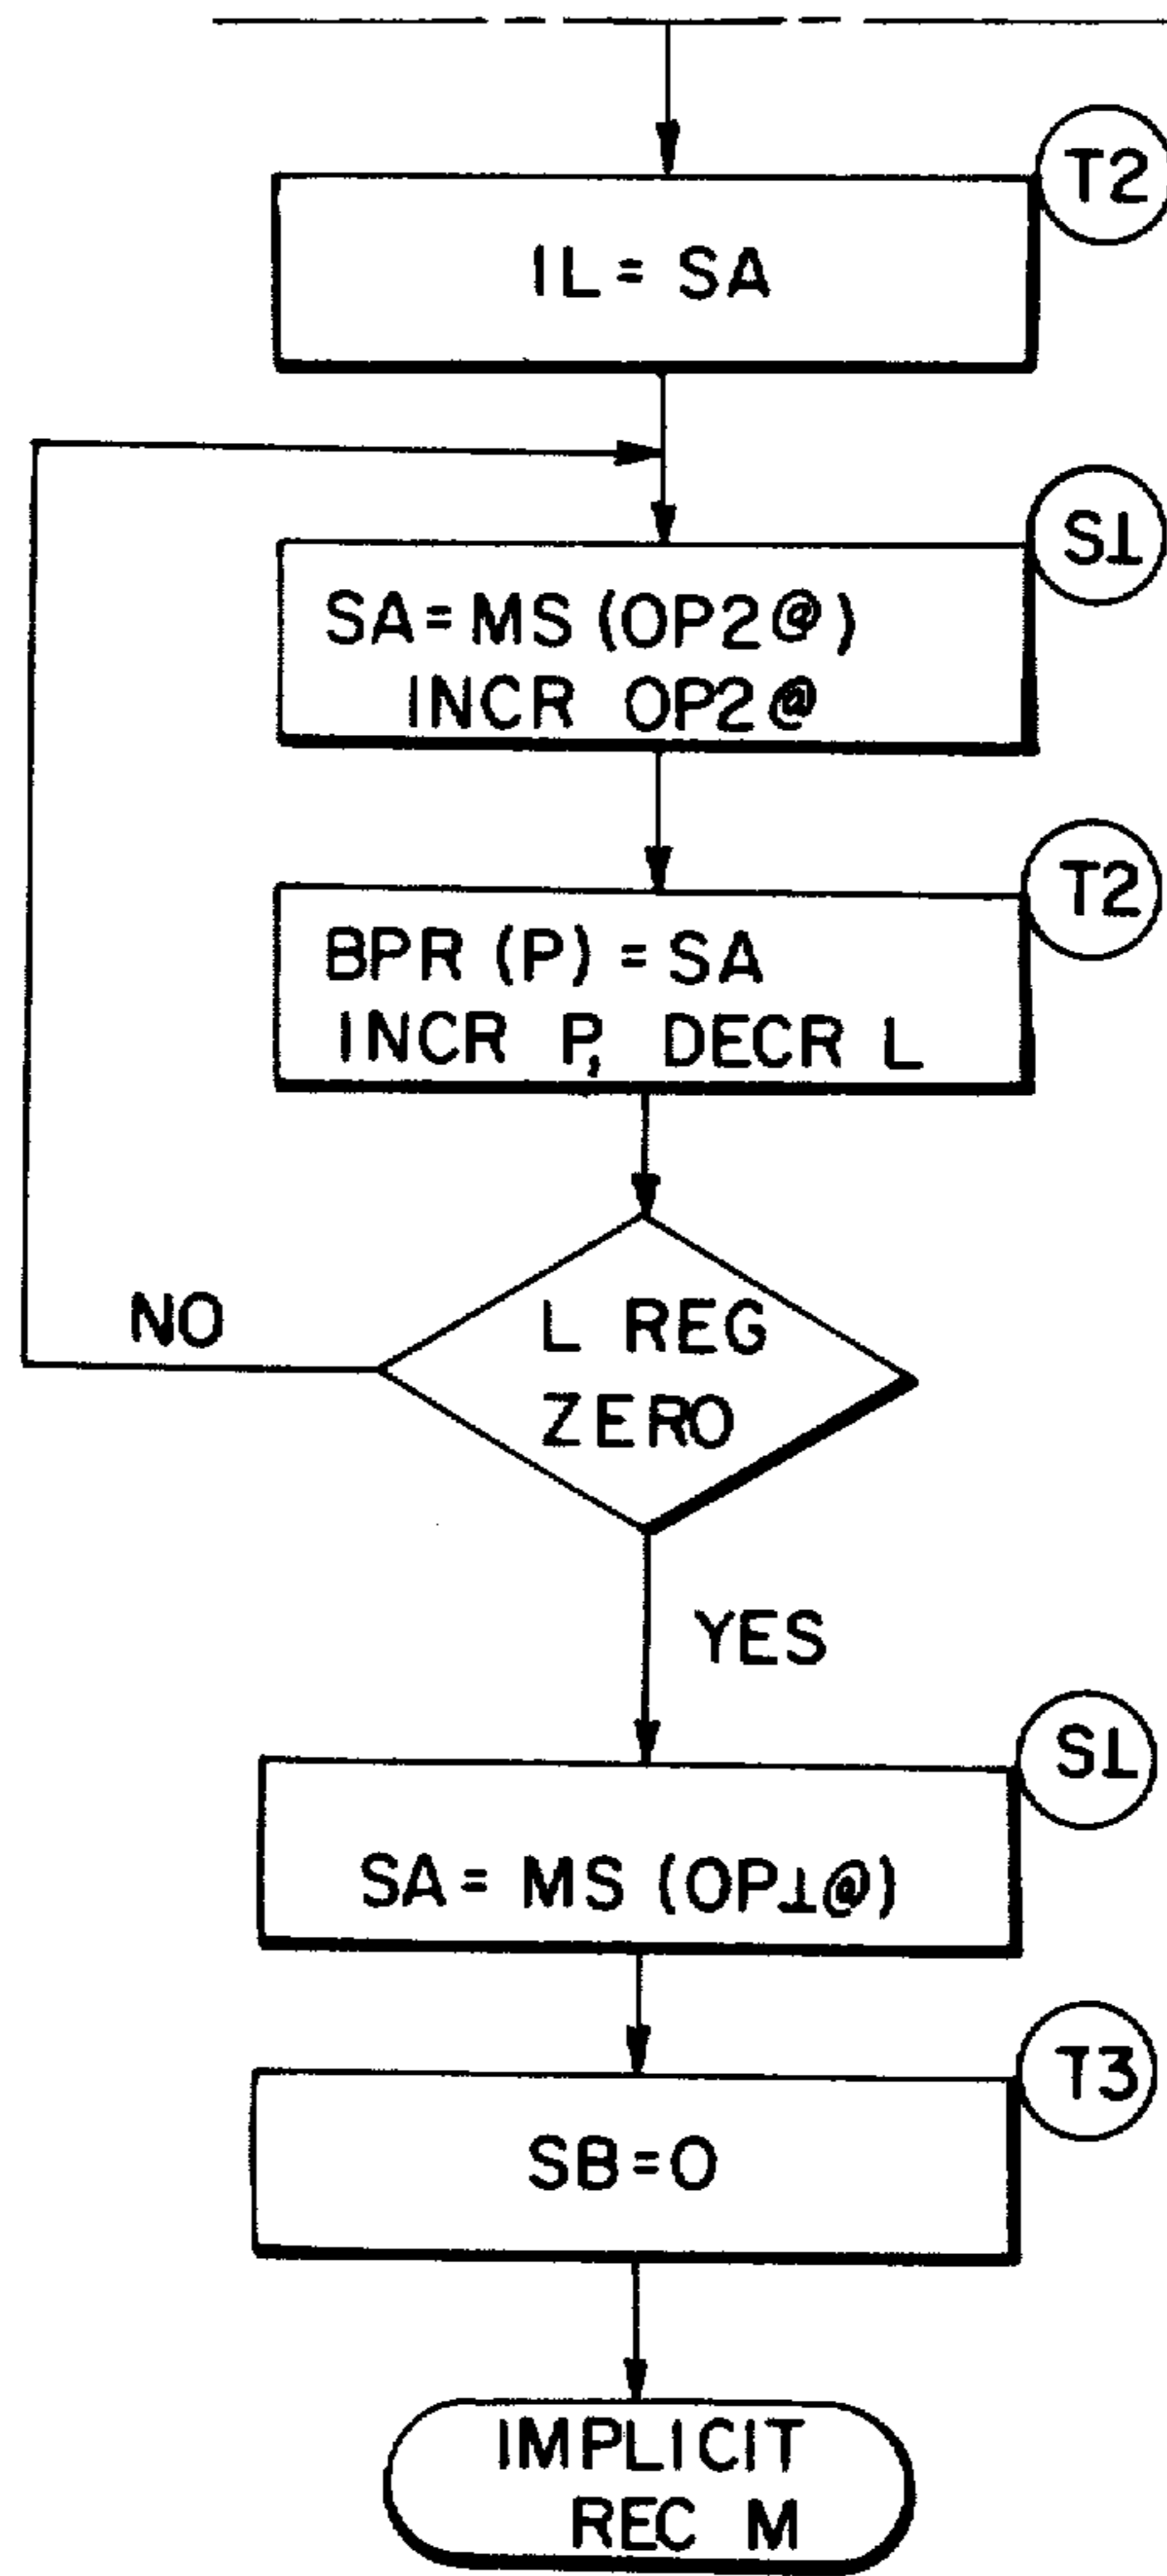 T2
IL = SA
S1
SA = MS (OP2@)
INCR OP2@
T2
BPR (P) = SA
INCR P, DECR L
L REG
ZERO
NO
YES
S1
SA = MS (OP1@)
T3
SB=0
IMPLICIT
REC M